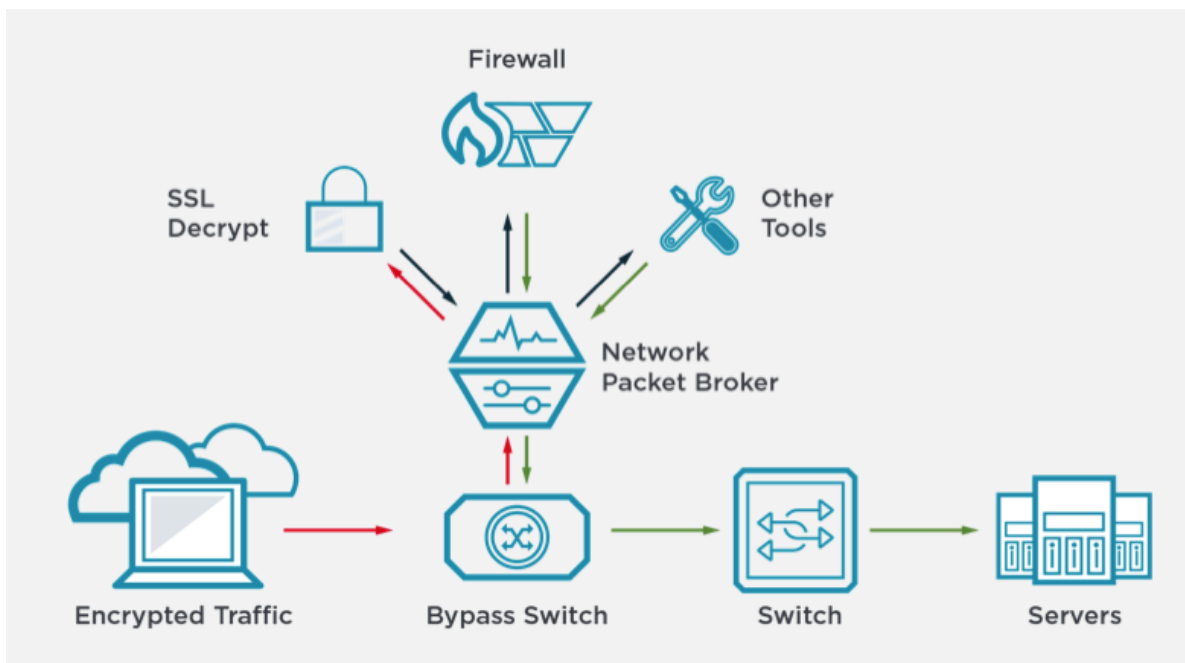 Firewall
SSL
Decrypt
Other
Tools
Network
Packet Broker
Encrypted Traffic
Bypass Switch
Switch
Servers